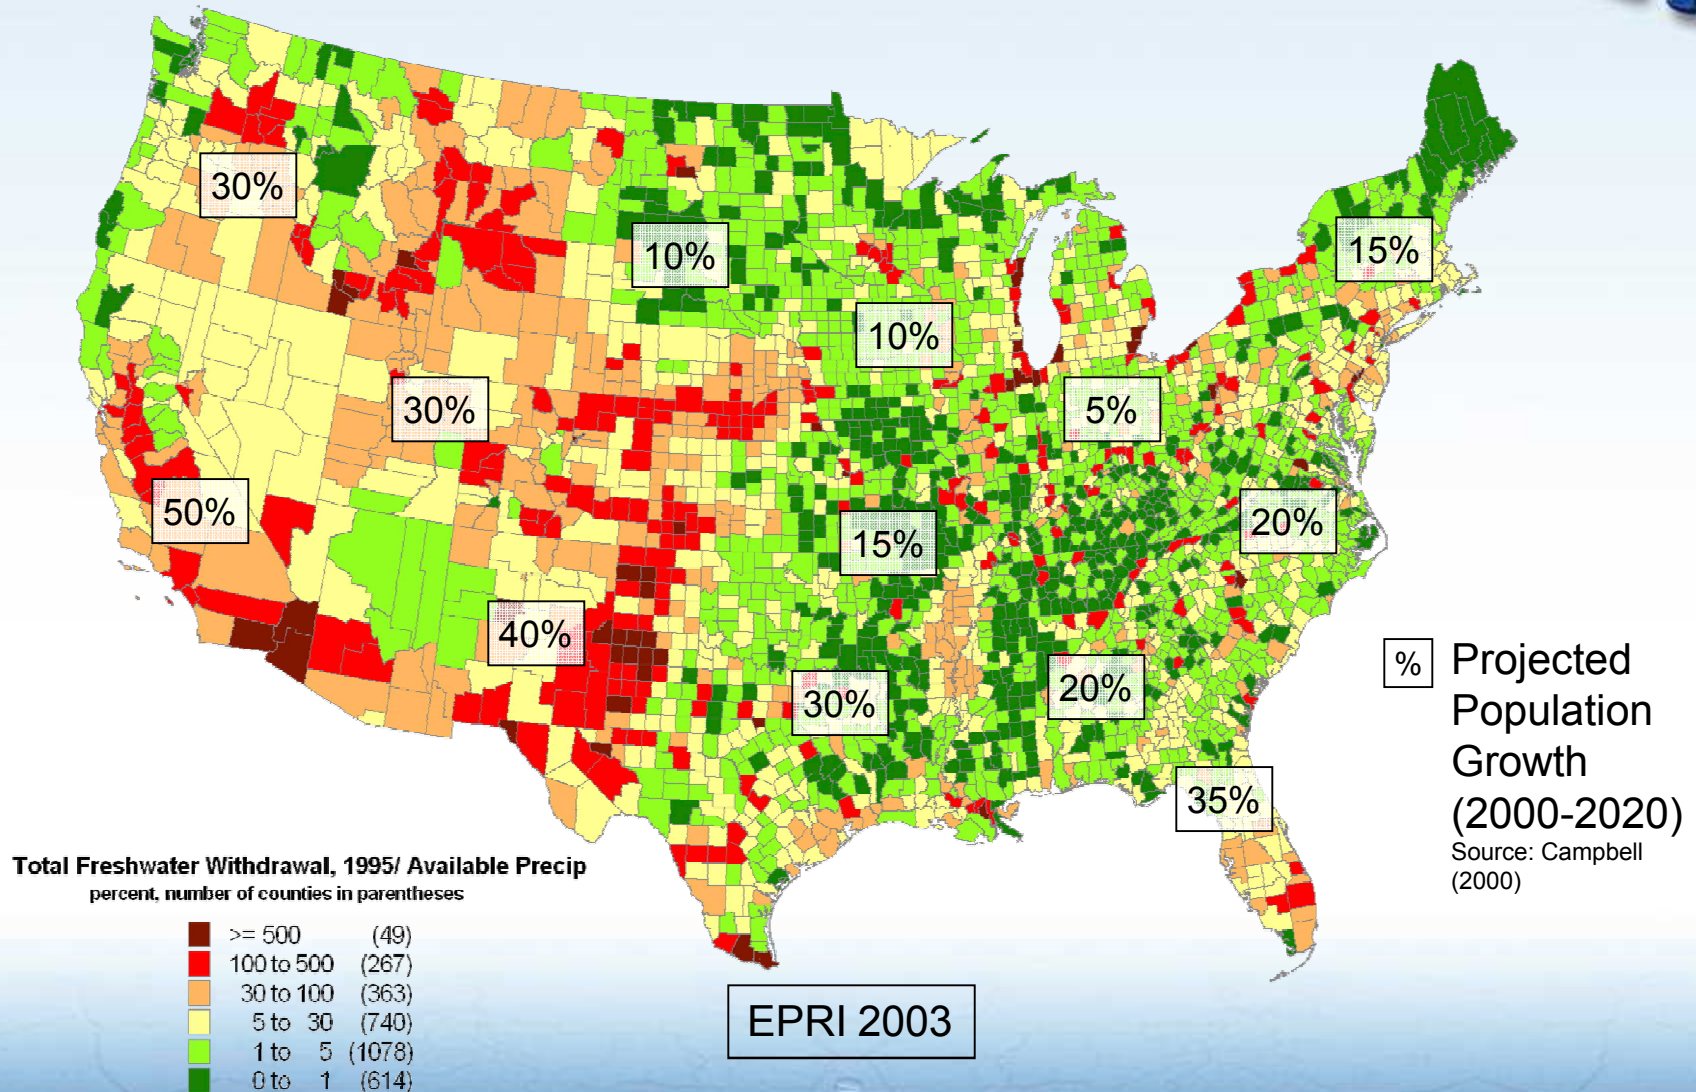 30%
10%
15%
10%
30%
5%
50%
20%
15%
40%
30%
20%
% Projected
Population
Growth
(2000-2020)
Source: Campbell
(2000)
35%
Total Freshwater Withdrawal, 1995/ Available Precip
percent, number of counties in parentheses
>= 500 (49)
100 to 500 (267)
30 to 100 (363)
5 to 30 (740)
1 to 5 (1078)
0 to 1 (614)
EPRI 2003